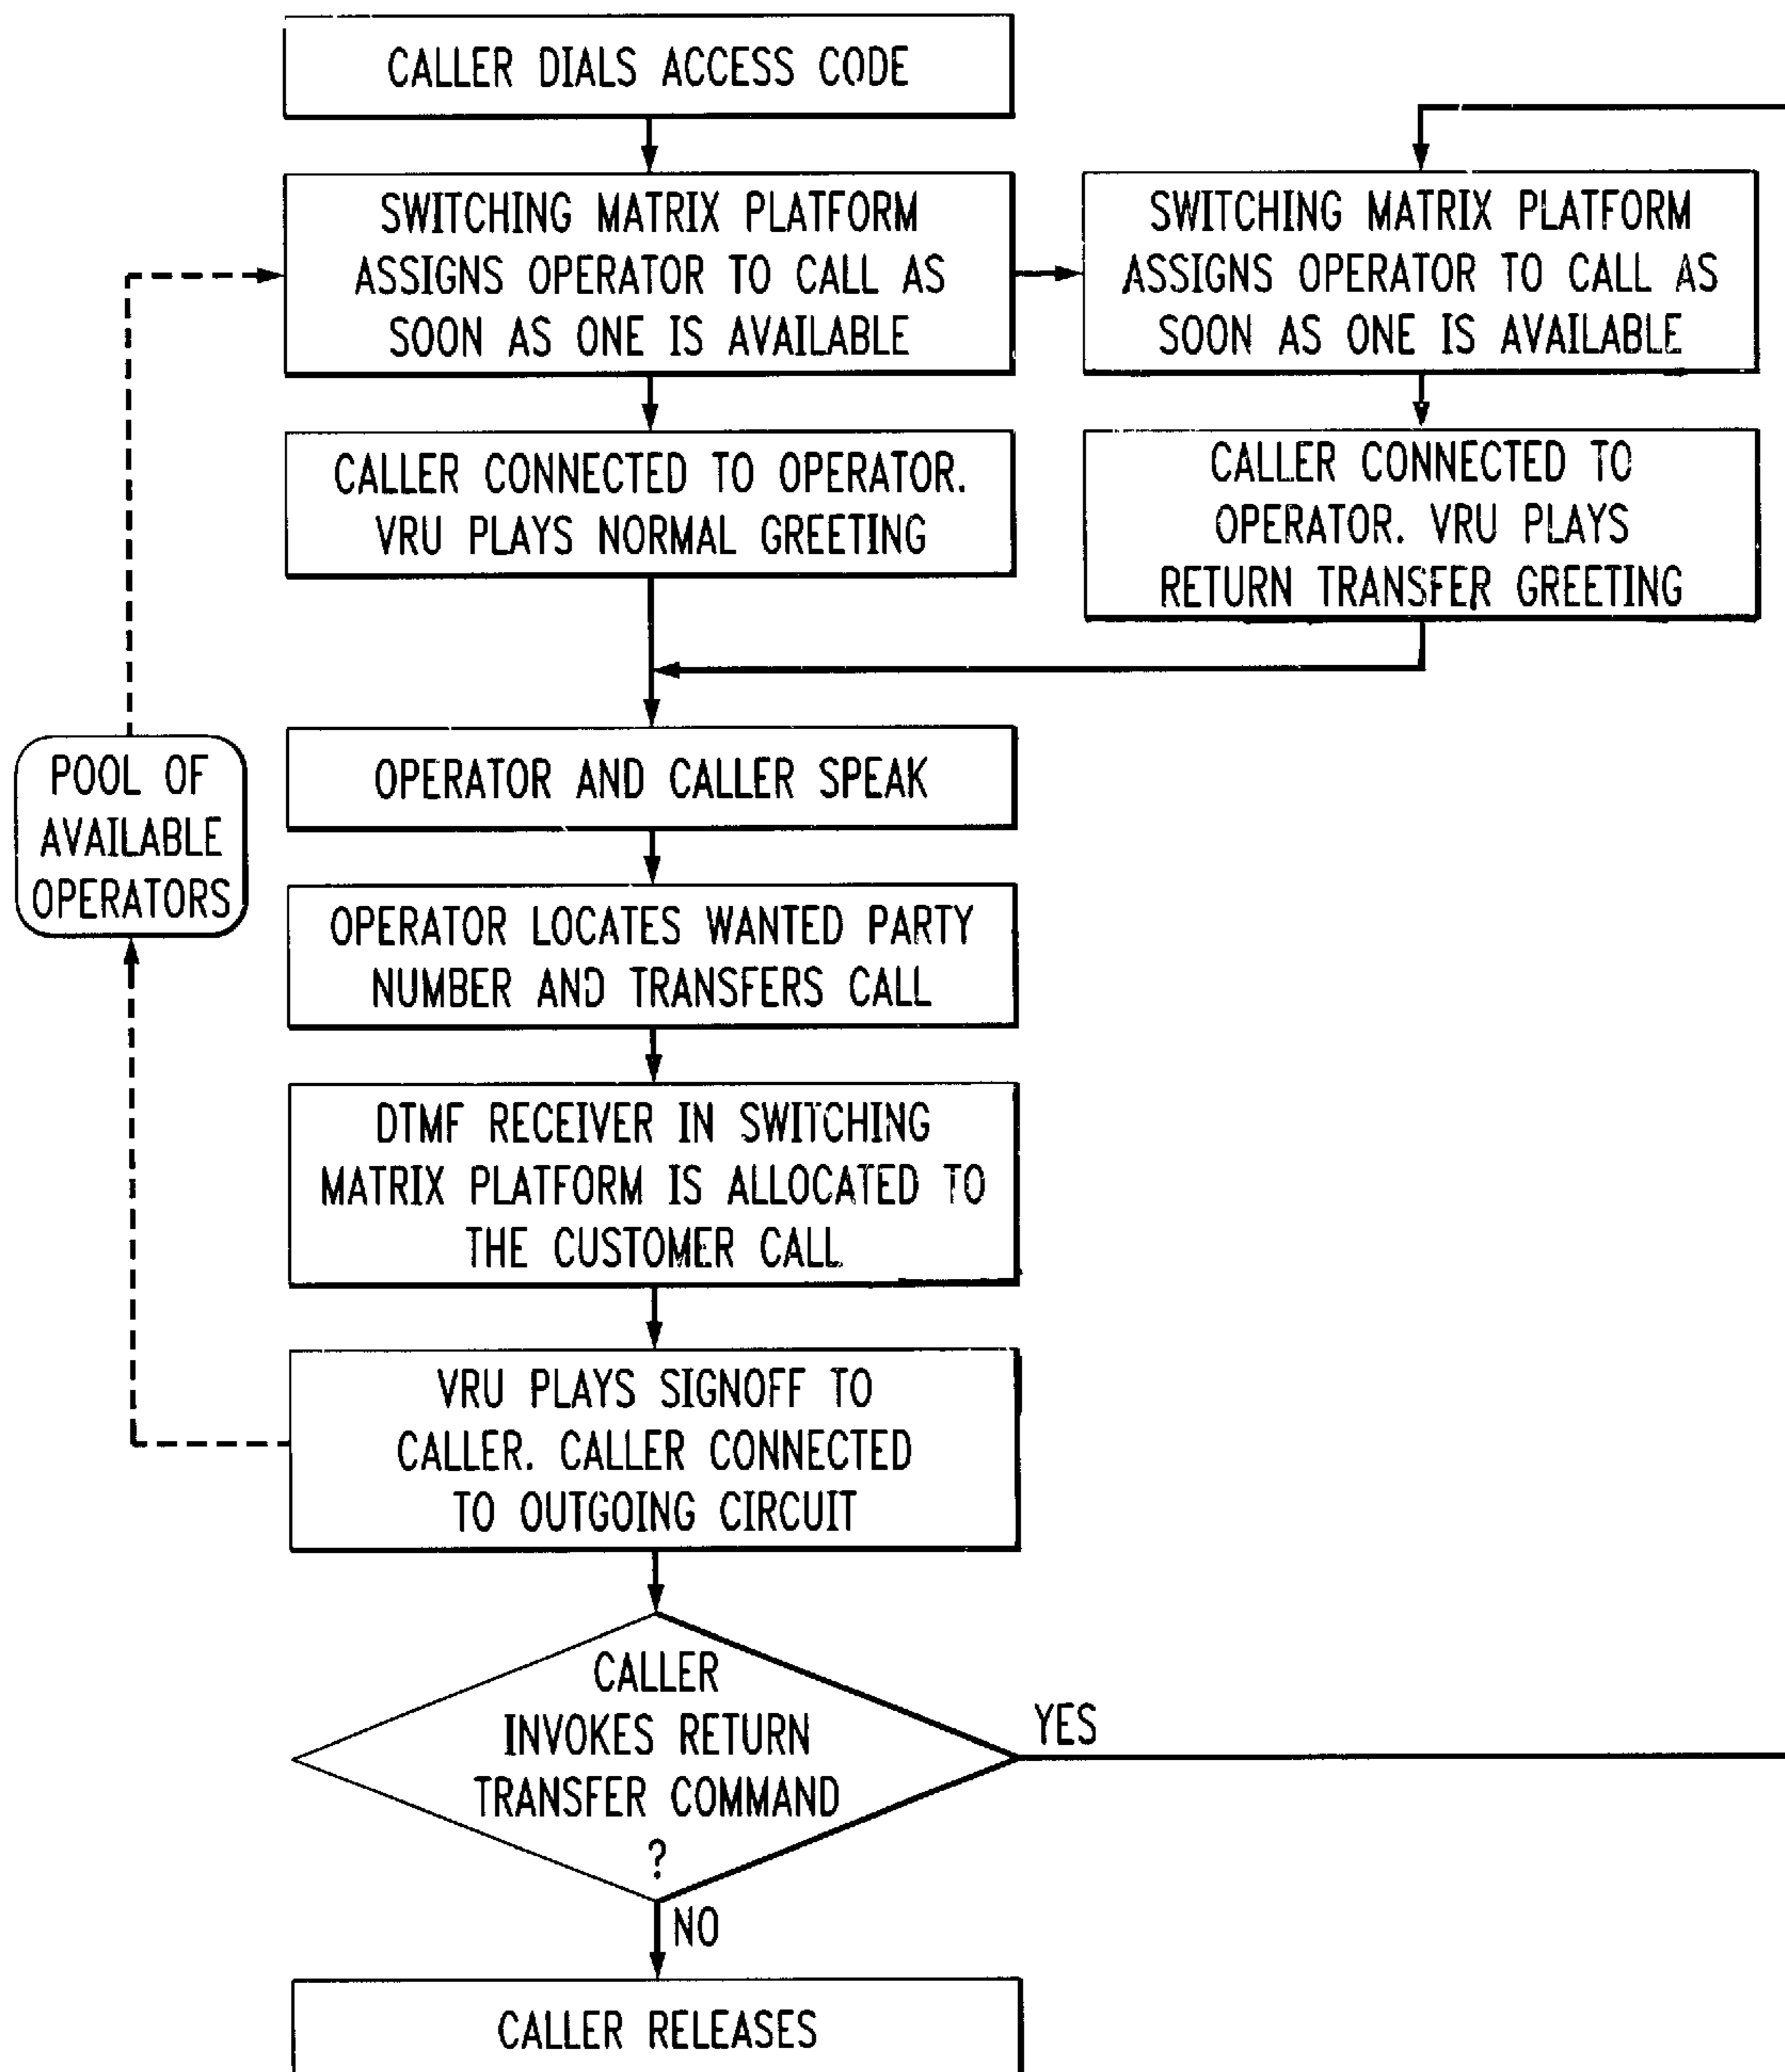 CALLER DIALS ACCESS CODE
SWITCHING MATRIX PLATFORM
ASSIGNS OPERATOR TO CALL AS
SOON AS ONE IS AVAILABLE
SWITCHING MATRIX PLATFORM
ASSIGNS OPERATOR TO CALL AS
SOON AS ONE IS AVAILABLE
CALLER CONNECTED TO OPERATOR.
VRU PLAYS NORMAL GREETING
CALLER CONNECTED TO
OPERATOR. VRU PLAYS
RETURN TRANSFER GREETING
POOL OF
AVAILABLE
OPERATORS
OPERATOR AND CALLER SPEAK
OPERATOR LOCATES WANTED PARTY
NUMBER AND TRANSFERS CALL
DTMF RECEIVER IN SWITCHING
MATRIX PLATFORM IS ALLOCATED TO
THE CUSTOMER CALL
VRU PLAYS SIGNOFF TO
CALLER. CALLER CONNECTED
TO OUTGOING CIRCUIT
CALLER
INVOKES RETURN
TRANSFER COMMAND
?
YES
NO
CALLER RELEASES